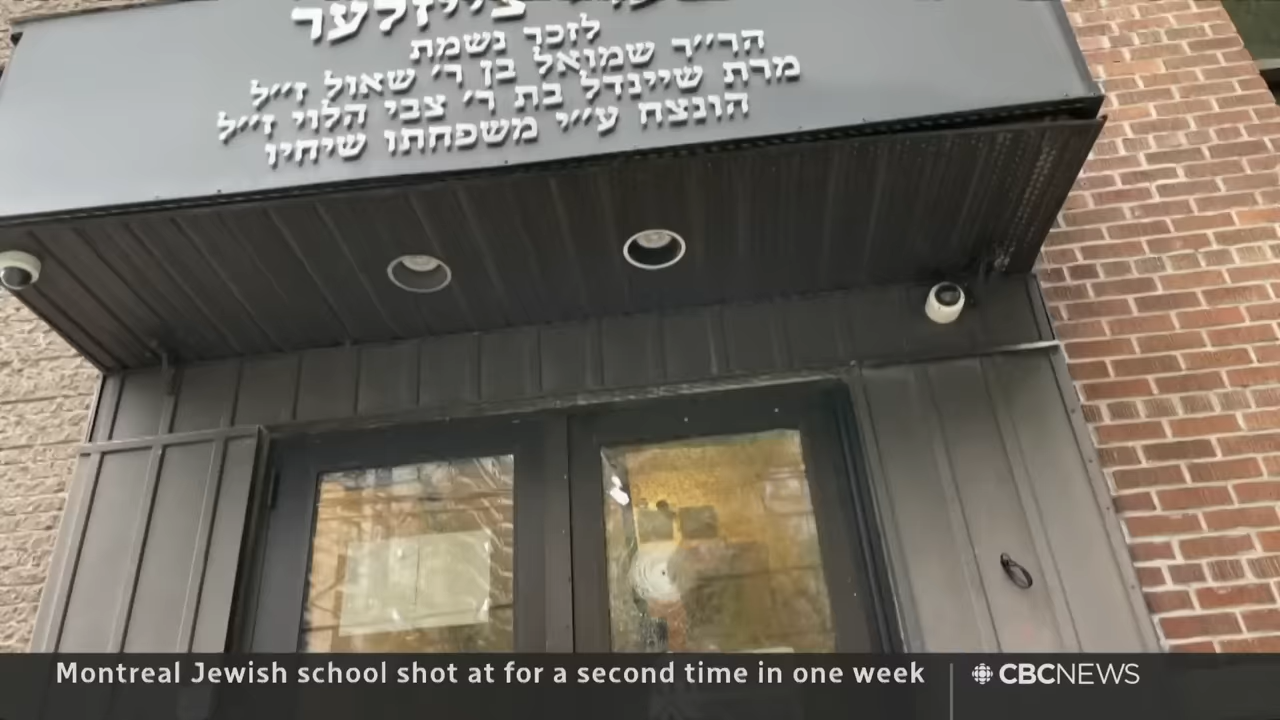 צייזלער
לזכר נשמת
הר״ר שמואל בן ר׳ שאול ז״ל
מרת שיינדל בת ר׳ צבי הלוי ז״ל
הונצח ע״י משפחתו שיחיו
Montreal Jewish school shot at for a second time in one week
CBCNEWS